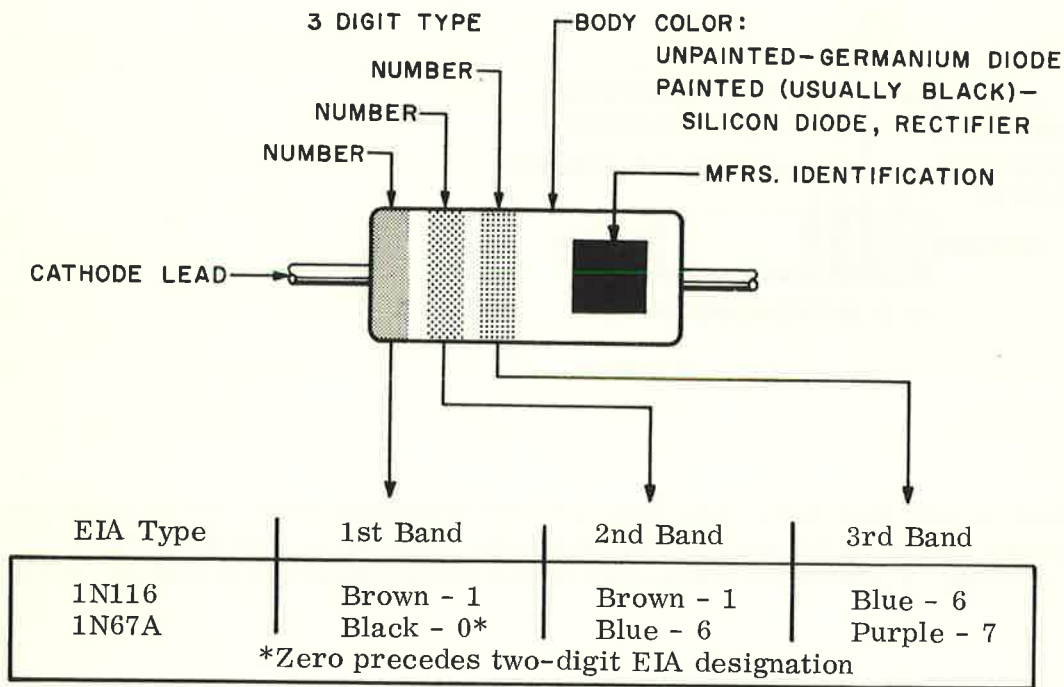 3 DIGIT TYPE
BODY COLOR:
UNPAINTED-GERMANIUM DIODE
PAINTED (USUALLY BLACK)-
SILICON DIODE, RECTIFIER
NUMBER
NUMBER
NUMBER
MFRS. IDENTIFICATION
CATHODE LEAD
EIA Type 1st Band 2nd Band 3rd Band
1N116 Brown - 1 Brown - 1 Blue - 6
1N67A Black - 0* Blue - 6 Purple - 7
*Zero precedes two-digit EIA designation